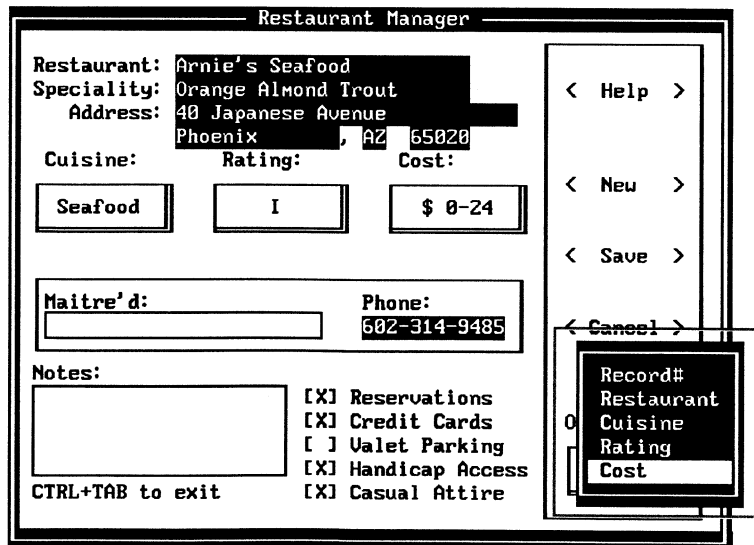 Restaurant Manager
Restaurant: Arnie's Seafood
Speciality: Orange Almond Trout
Address: 40 Japanese Avenue
Phoenix , AZ 65020
Cuisine: Rating: Cost:
Seafood I $ 0-24
Maitre'd: Phone:
602-314-9485
Notes:
[X] Reservations
[X] Credit Cards
[ ] Valet Parking
[X] Handicap Access
[X] Casual Attire
CTRL+TAB to exit
< Help >
< New >
< Save >
< Cancel >
O
Record#
Restaurant
Cuisine
Rating
Cost